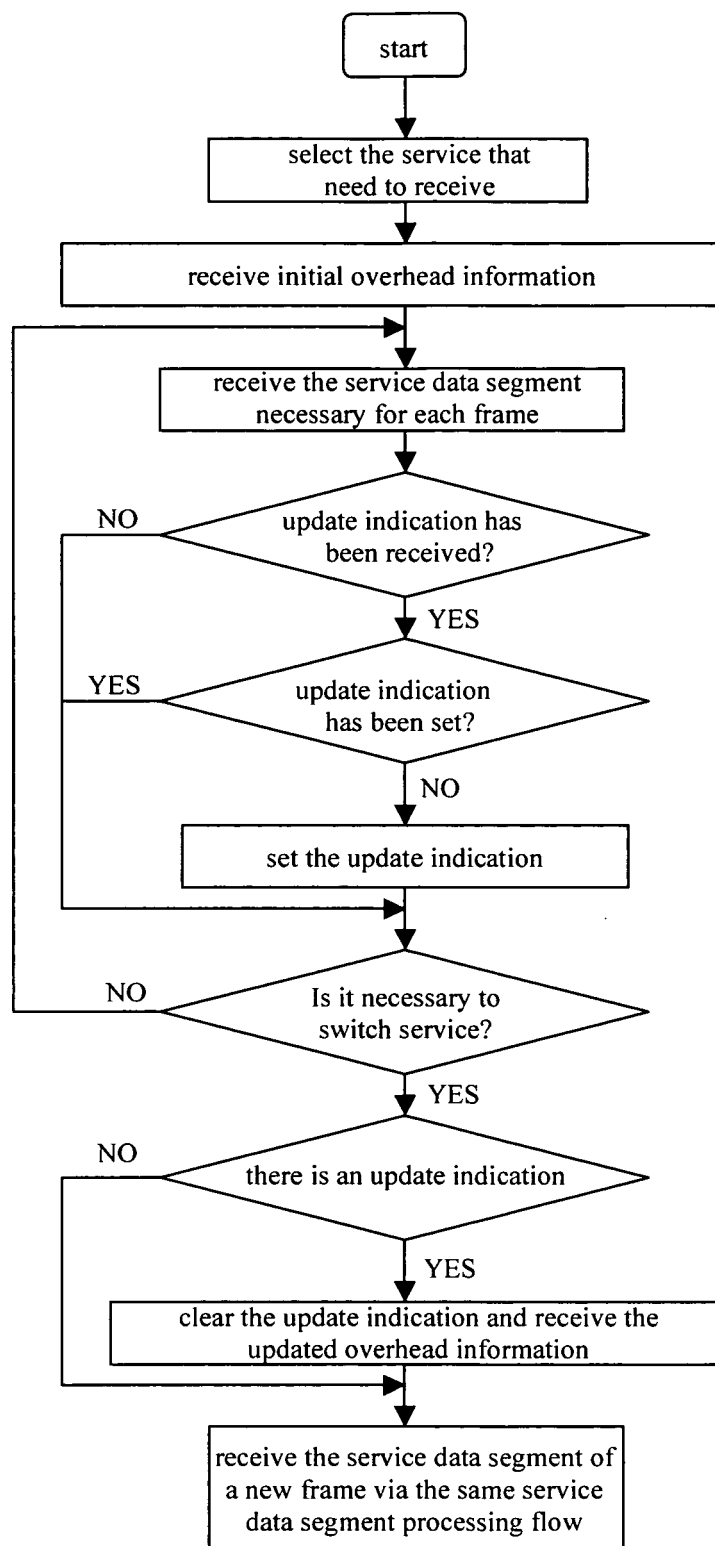 start
select the service that
need to receive
receive initial overhead information
receive the service data segment
necessary for each frame
NO
update indication has
been received?
YES
YES
update indication
has been set?
NO
set the update indication
NO
Is it necessary to
switch service?
YES
NO
there is an update indication
YES
clear the update indication and receive the
updated overhead information
receive the service data segment of
a new frame via the same service
data segment processing flow